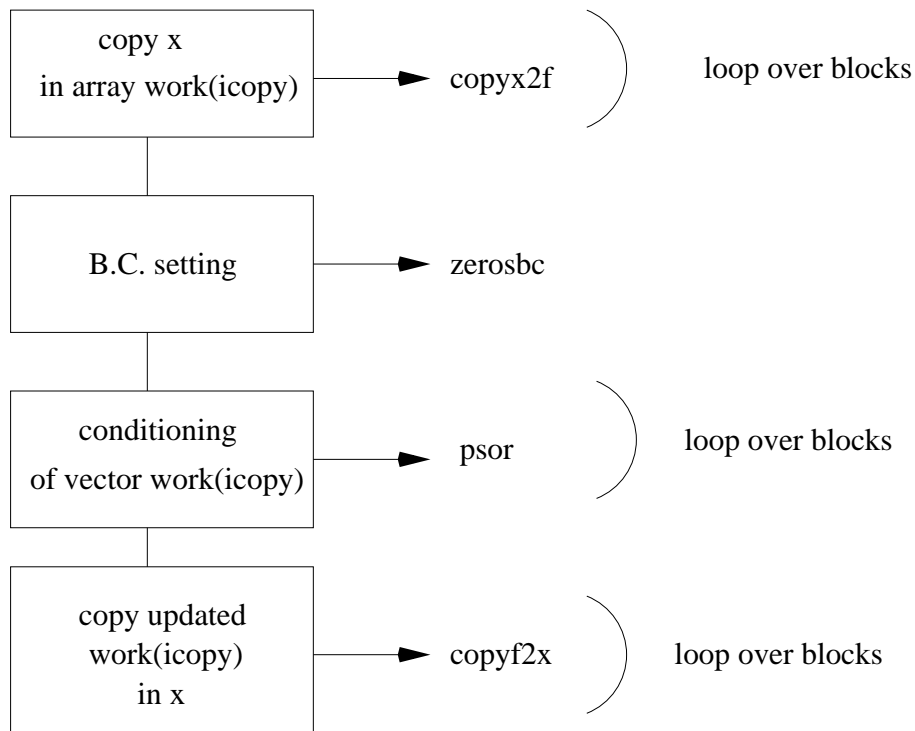 copy x
in array work(icopy)
copyx2f
loop over blocks
B.C. setting
zerosbc
conditioning
of vector work(icopy)
psor
loop over blocks
copy updated
work(icopy)
in x
copyf2x
loop over blocks